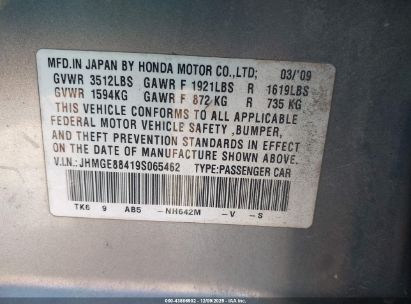 MFD. IN JAPAN BY HONDA MOTOR CO.,LTD; 03/'09
GVWR 3512LBS GAWR F 1921LBS R 1619LBS
GVWR 1594KG GAWR F 872 KG R 735 KG
THIS VEHICLE CONFORMS TO ALL APPLICABLE
FEDERAL MOTOR VEHICLE SAFETY ,BUMPER,
AND THEFT PREVENTION STANDARDS IN EFFECT
ON THE DATE OF MANUFACTURE SHOWN ABOVE.
V.I.N.: JHMGE88419S065462 TYPE:PASSENGER CAR
TK6 9 AB5 -NH642M -V -S